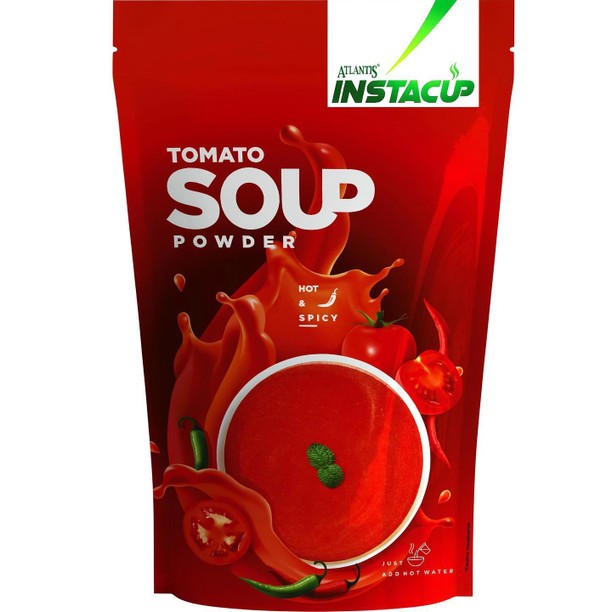 ATLANTIS®
INSTACUP
TOMATO
SOUP
POWDER
HOT
&
SPICY
JUST
ADD HOT WATER